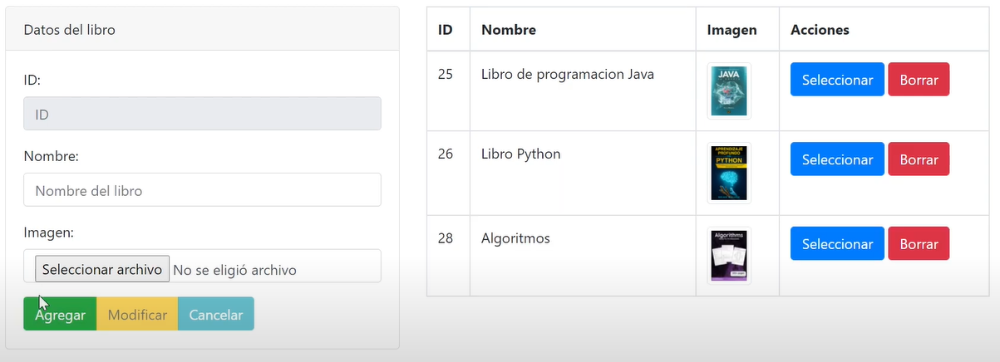 Datos del libro
ID:
ID
Nombre:
Nombre del libro
Imagen:
Seleccionar archivo No se eligió archivo
Agregar Modificar Cancelar
ID Nombre Imagen Acciones
25 Libro de programacion Java Seleccionar Borrar
JAVA
26 Libro Python Seleccionar Borrar
APRENDIZAJE
PROFUNDO
PYTHON
28 Algoritmos Seleccionar Borrar
Algorithms